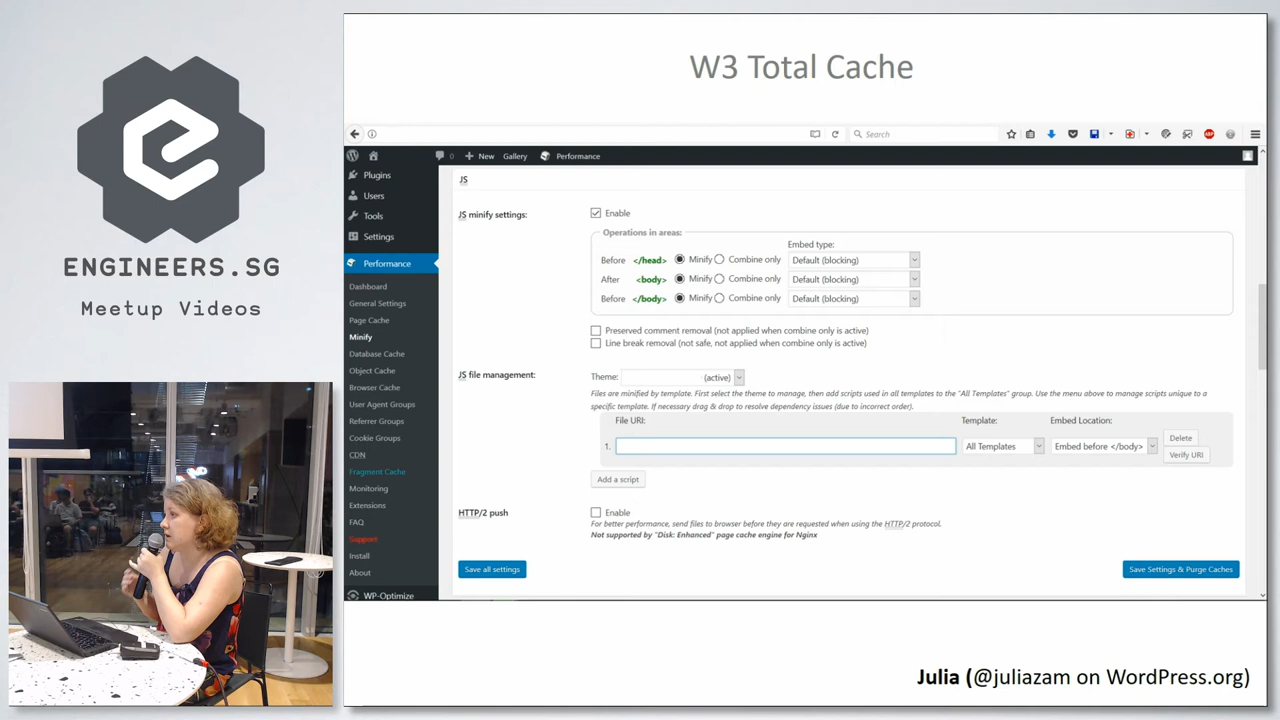 ENGINEERS.SG
Meetup Videos
W3 Total Cache
Search
0 New Gallery Performance
Plugins
Users
Tools
Settings
Performance
Dashboard
General Settings
Page Cache
Minify
Database Cache
Object Cache
Browser Cache
User Agent Groups
Referrer Groups
Cookie Groups
CDN
Fragment Cache
Monitoring
Extensions
FAQ
Support
Install
About
WP-Optimize
JS
JS minify settings: Enable
Operations in areas:
Embed type:
Before </head> Minify Combine only Default (blocking)
After <body> Minify Combine only Default (blocking)
Before </body> Minify Combine only Default (blocking)
Preserved comment removal (not applied when combine only is active)
Line break removal (not safe, not applied when combine only is active)
JS file management: Theme: (active)
Files are minified by template. First select the theme to manage, then add scripts used in all templates to the "All Templates" group. Use the menu above to manage scripts unique to a
specific template. If necessary drag & drop to resolve dependency issues (due to incorrect order).
File URI: Template: Embed Location:
1. All Templates Embed before </body> Delete
Verify URI
Add a script
HTTP/2 push Enable
For better performance, send files to browser before they are requested when using the HTTP/2 protocol.
Not supported by "Disk: Enhanced" page cache engine for Nginx
Save all settings Save Settings & Purge Caches
Julia (@juliazam on WordPress.org)